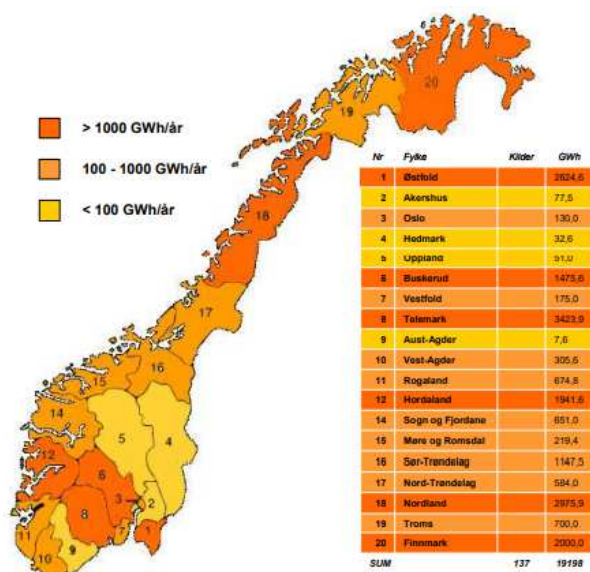 > 1000 GWh/år
100 - 1000 GWh/år
< 100 GWh/år
Nr Fylke Kilder GWh
1 Østfold 2624,6
2 Akershus 77,5
3 Oslo 130,0
4 Hedmark 32,6
5 Oppland 51,0
6 Buskerud 1475,6
7 Vestfold 175,0
8 Telemark 3423,9
9 Aust-Agder 7,6
10 Vest-Agder 305,6
11 Rogaland 674,8
12 Hordaland 1941,6
14 Sogn og Fjordane 651,0
15 Møre og Romsdal 219,4
16 Sør-Trøndelag 1147,5
17 Nord-Trøndelag 584,0
18 Nordland 2975,9
19 Troms 700,0
20 Finnmark 2000,0
SUM 137 19198
20
19
18
17
16
15
14
5
4
12
6
3
2
8
7
1
11
9
10